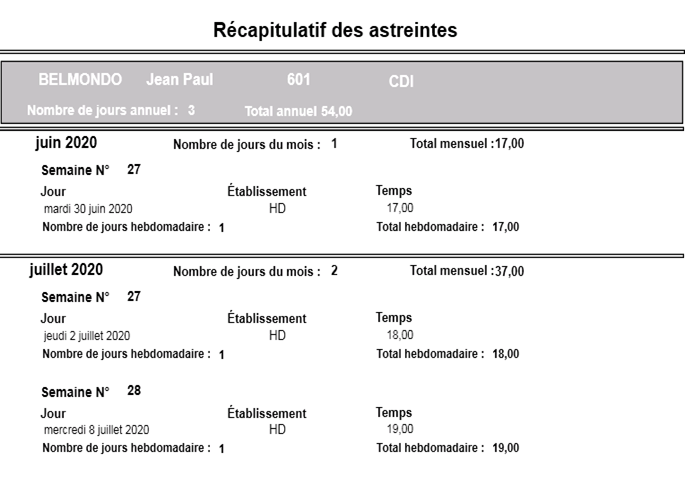 Récapitulatif des astreintes
BELMONDO Jean Paul 601 CDI
Nombre de jours annuel : 3 Total annuel 54,00
juin 2020 Nombre de jours du mois : 1 Total mensuel :17,00
Semaine N° 27
Jour Établissement Temps
mardi 30 juin 2020 HD 17,00
Nombre de jours hebdomadaire : 1 Total hebdomadaire : 17,00
juillet 2020 Nombre de jours du mois : 2 Total mensuel :37,00
Semaine N° 27
Jour Établissement Temps
jeudi 2 juillet 2020 HD 18,00
Nombre de jours hebdomadaire : 1 Total hebdomadaire : 18,00
Semaine N° 28
Jour Établissement Temps
mercredi 8 juillet 2020 HD 19,00
Nombre de jours hebdomadaire : 1 Total hebdomadaire : 19,00